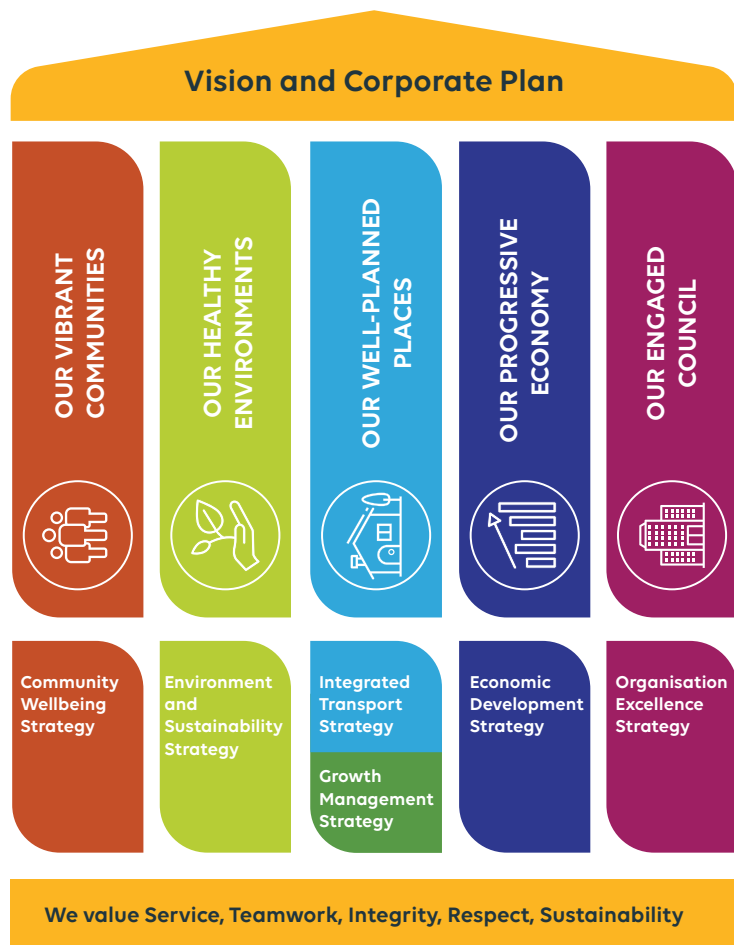 Vision and Corporate Plan
OUR VIBRANT
COMMUNITIES
OUR HEALTHY
ENVIRONMENTS
OUR WELL-PLANNED
PLACES
OUR PROGRESSIVE
ECONOMY
OUR ENGAGED
COUNCIL
Community
Wellbeing
Strategy
Environment
and
Sustainability
Strategy
Integrated
Transport
Strategy
Growth
Management
Strategy
Economic
Development
Strategy
Organisation
Excellence
Strategy
We value Service, Teamwork, Integrity, Respect, Sustainability